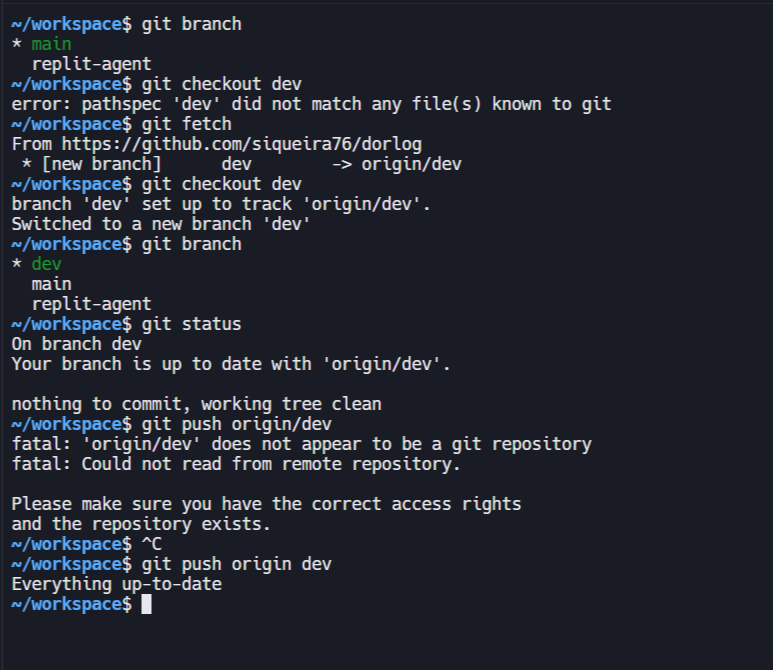 ~/workspace$ git branch
* main
  replit-agent
~/workspace$ git checkout dev
error: pathspec 'dev' did not match any file(s) known to git
~/workspace$ git fetch
From https://github.com/siqueira76/dorlog
 * [new branch]      dev        -> origin/dev
~/workspace$ git checkout dev
branch 'dev' set up to track 'origin/dev'.
Switched to a new branch 'dev'
~/workspace$ git branch
* dev
  main
  replit-agent
~/workspace$ git status
On branch dev
Your branch is up to date with 'origin/dev'.

nothing to commit, working tree clean
~/workspace$ git push origin/dev
fatal: 'origin/dev' does not appear to be a git repository
fatal: Could not read from remote repository.

Please make sure you have the correct access rights
and the repository exists.
~/workspace$ ^C
~/workspace$ git push origin dev
Everything up-to-date
~/workspace$